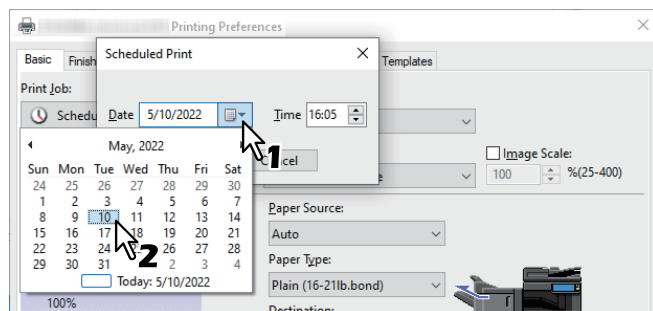 Printing Preferences
Basic Finish Templates
Scheduled Print
Print Job:
Schedu
Date 5/10/2022 Time 16:05
May, 2022
Sun Mon Tue Wed Thu Fri Sat
24 25 26 27 28 29 30
1 2 3 4 5 6 7
8 9 10 11 12 13 14
15 16 17 18 19 20 21
22 23 24 26 27 28
29 30 31 2 3 4
Today: 5/10/2022
1
2
Image Scale:
100 %(25-400)
Paper Source:
Auto
Paper Type:
Plain (16-21lb.bond)
100%
Destination: